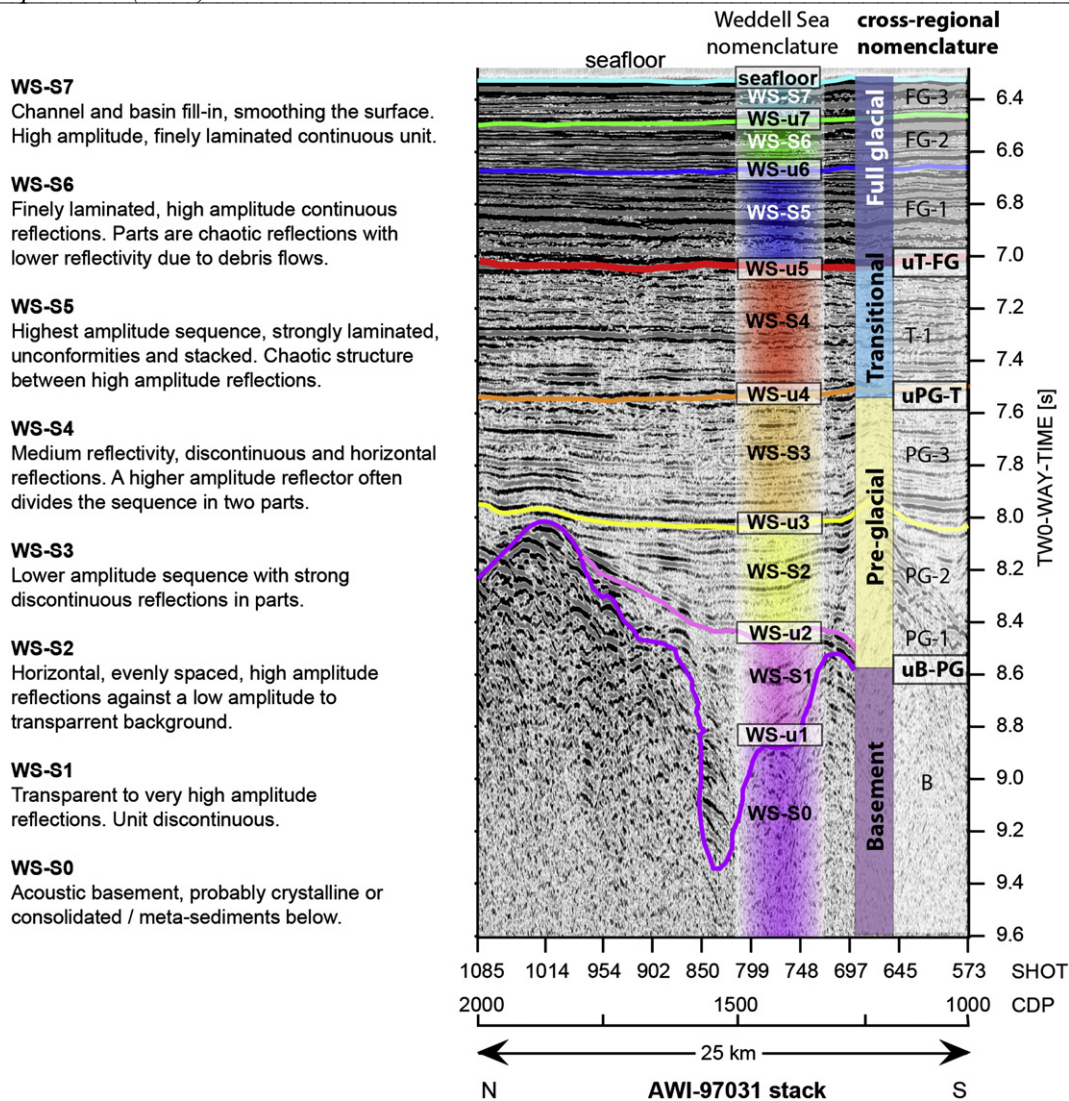 Weddell Sea
nomenclature
cross-regional
nomenclature
seafloor
WS-S7
Channel and basin fill-in, smoothing the surface.
High amplitude, finely laminated continuous unit.
WS-S6
Finely laminated, high amplitude continuous
reflections. Parts are chaotic reflections with
lower reflectivity due to debris flows.
WS-S5
Highest amplitude sequence, strongly laminated,
unconformities and stacked. Chaotic structure
between high amplitude reflections.
WS-S4
Medium reflectivity, discontinuous and horizontal
reflections. A higher amplitude reflector often
divides the sequence in two parts.
WS-S3
Lower amplitude sequence with strong
discontinuous reflections in parts.
WS-S2
Horizontal, evenly spaced, high amplitude
reflections against a low amplitude to
transparrent background.
WS-S1
Transparent to very high amplitude
reflections. Unit discontinuous.
WS-S0
Acoustic basement, probably crystalline or
consolidated / meta-sediments below.
seafloor
WS-S7
WS-u7
WS-S6
WS-u6
WS-S5
WS-u5
WS-S4
WS-u4
WS-S3
WS-u3
WS-S2
WS-u2
WS-S1
WS-u1
WS-S0
Full glacial
Transitional
Pre-glacial
Basement
FG-3
FG-2
FG-1
uT-FG
T-1
uPG-T
PG-3
PG-2
PG-1
uB-PG
B
6.4
6.6
6.8
7.0
7.2
7.4
7.6
7.8
8.0
8.2
8.4
8.6
8.8
9.0
9.2
9.4
9.6
TW0-WAY-TIME [s]
1085 1014 954 902 850 799 748 697 645 573 SHOT
2000 1500 1000 CDP
25 km
N AWI-97031 stack S